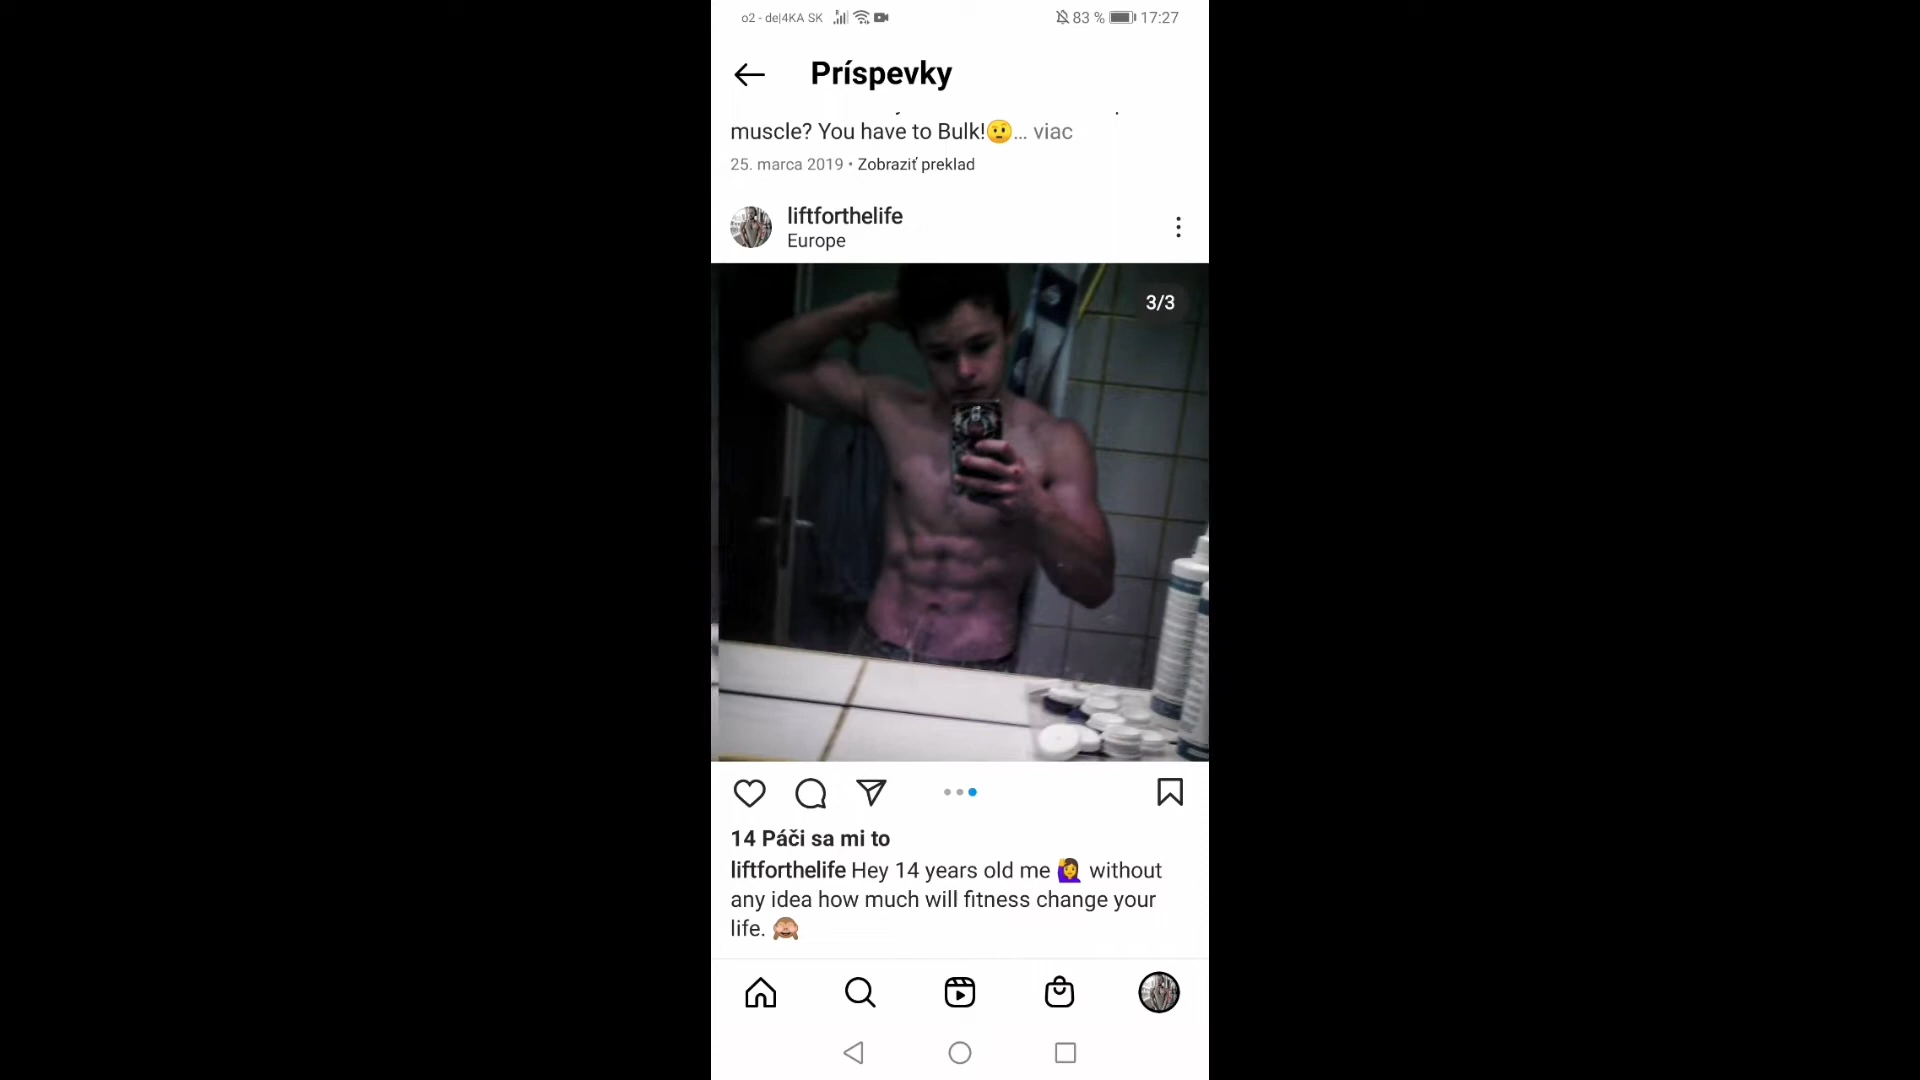 o2 - de|4KA SK 83 % 17:27
Príspevky
muscle? You have to Bulk!🤨... viac
25. marca 2019 • Zobraziť preklad
liftforthelife
Europe
3/3
14 Páči sa mi to
liftforthelife Hey 14 years old me 🙋‍♀️ without
any idea how much will fitness change your
life. 🙈